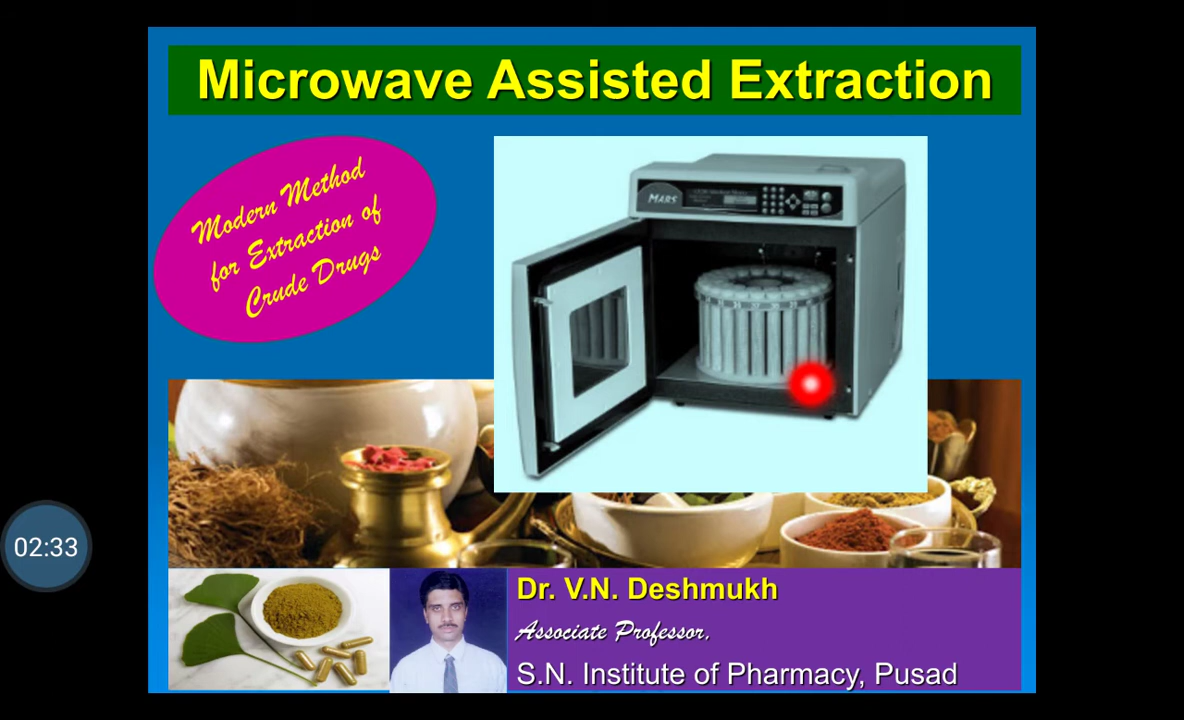 Microwave Assisted Extraction
Modern Method
for Extraction of
Crude Drugs
MARS
02:33
Dr. V.N. Deshmukh
Associate Professor,
S.N. Institute of Pharmacy, Pusad